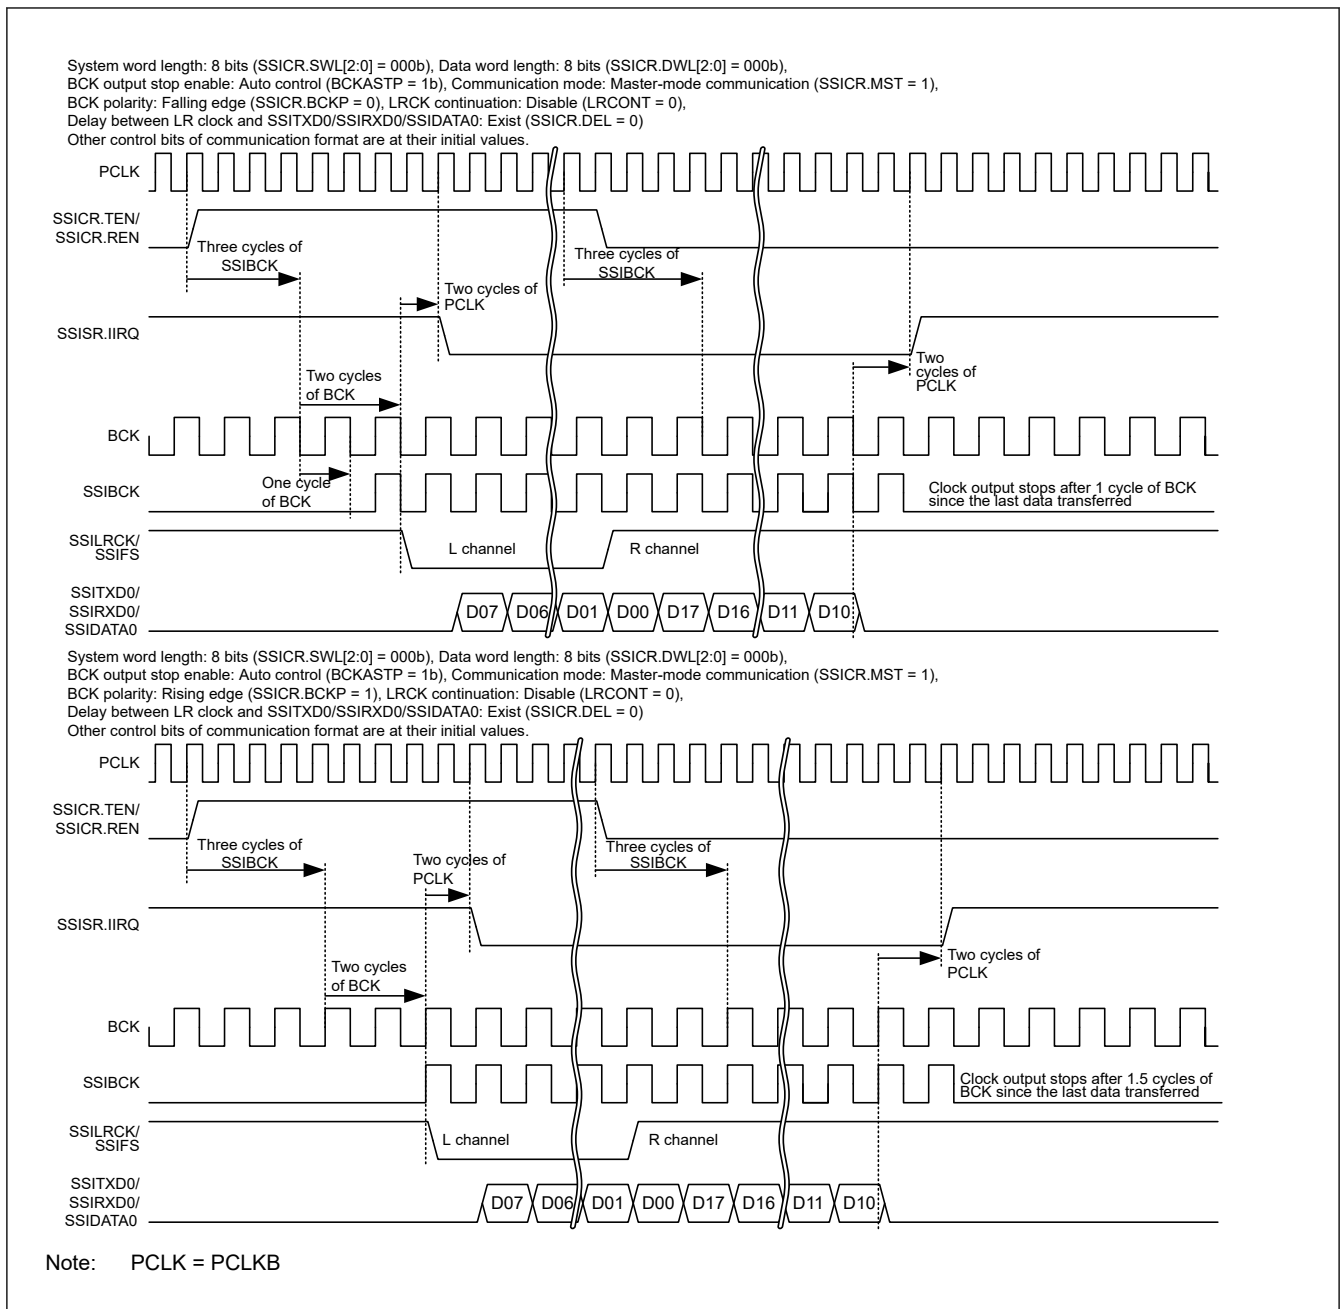 System word length: 8 bits (SSICR.SWL[2:0] = 000b), Data word length: 8 bits (SSICR.DWL[2:0] = 000b),
BCK output stop enable: Auto control (BCKASTP = 1b), Communication mode: Master-mode communication (SSICR.MST = 1),
BCK polarity: Falling edge (SSICR.BCKP = 0), LRCK continuation: Disable (LRCONT = 0),
Delay between LR clock and SSITXD0/SSIRXD0/SSIDATA0: Exist (SSICR.DEL = 0)
Other control bits of communication format are at their initial values.
PCLK
SSICR.TEN/
SSICR.REN
Three cycles of
SSIBCK
Three cycles of
SSIBCK
Two cycles of
PCLK
SSISR.IIRQ
Two
cycles of
PCLK
Two cycles
of BCK
BCK
One cycle
of BCK
SSIBCK
Clock output stops after 1 cycle of BCK
since the last data transferred
SSILRCK/
SSIFS
L channel
R channel
SSITXD0/
SSIRXD0/
SSIDATA0
D07 D06 D01 D00 D17 D16 D11 D10
System word length: 8 bits (SSICR.SWL[2:0] = 000b), Data word length: 8 bits (SSICR.DWL[2:0] = 000b),
BCK output stop enable: Auto control (BCKASTP = 1b), Communication mode: Master-mode communication (SSICR.MST = 1),
BCK polarity: Rising edge (SSICR.BCKP = 1), LRCK continuation: Disable (LRCONT = 0),
Delay between LR clock and SSITXD0/SSIRXD0/SSIDATA0: Exist (SSICR.DEL = 0)
Other control bits of communication format are at their initial values.
PCLK
SSICR.TEN/
SSICR.REN
Three cycles of
SSIBCK
Two cycles of
PCLK
Three cycles of
SSIBCK
SSISR.IIRQ
Two cycles of
PCLK
Two cycles
of BCK
BCK
SSIBCK
Clock output stops after 1.5 cycles of
BCK since the last data transferred
SSILRCK/
SSIFS
L channel
R channel
SSITXD0/
SSIRXD0/
SSIDATA0
D07 D06 D01 D00 D17 D16 D11 D10
Note: PCLK = PCLKB